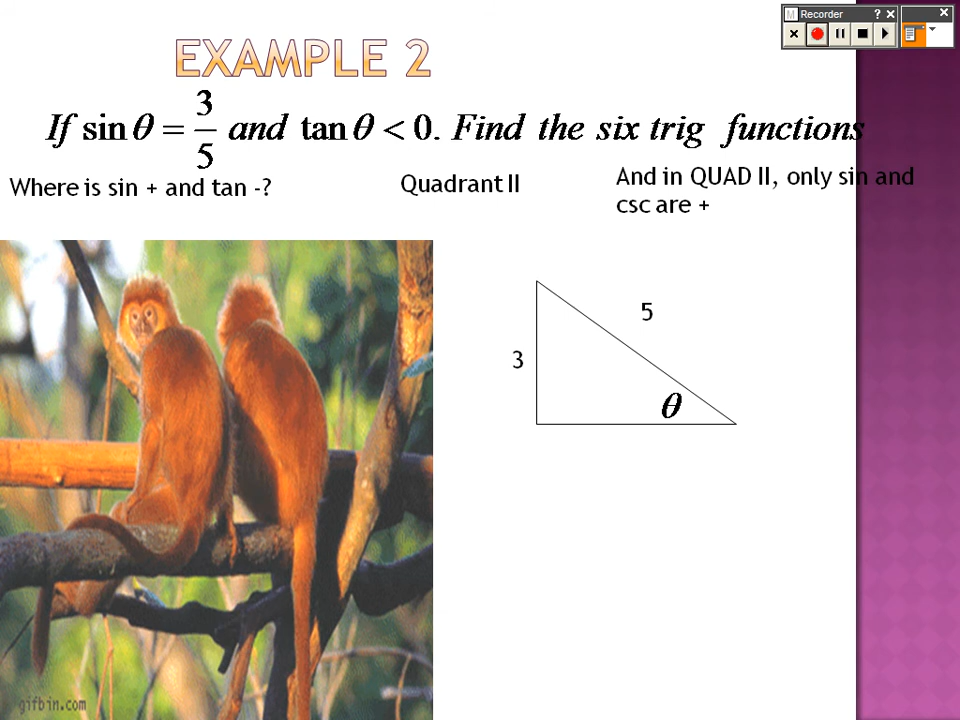 Recorder
EXAMPLE 2
If sin θ = 3/5 and tan θ < 0. Find the six trig functions
Where is sin + and tan -?
Quadrant II
And in QUAD II, only sin and
csc are +
5
3
θ
gifbin.com